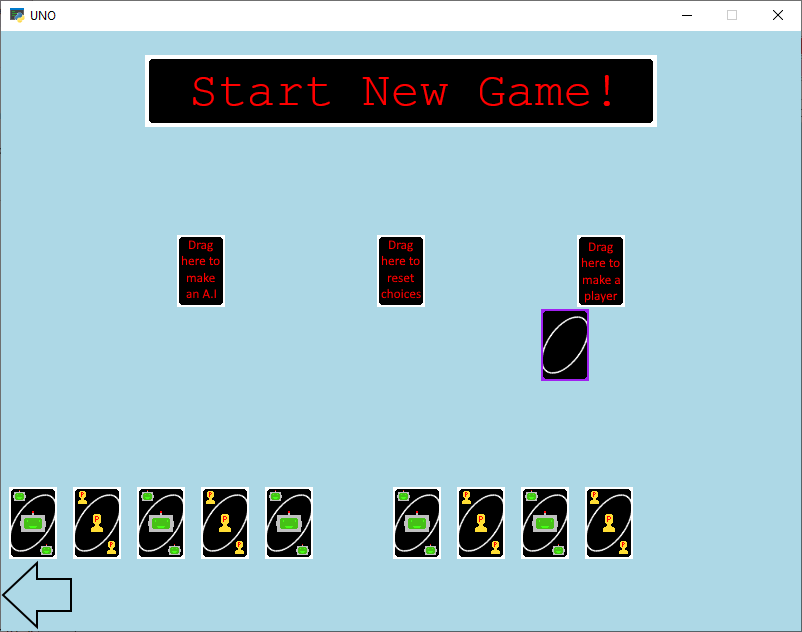 UNO
Start New Game!
Drag
here to
make
an A.I
Drag
here to
reset
choices
Drag
here to
make a
player
P
P
P
P
P
P
P
P
P
P
P
P